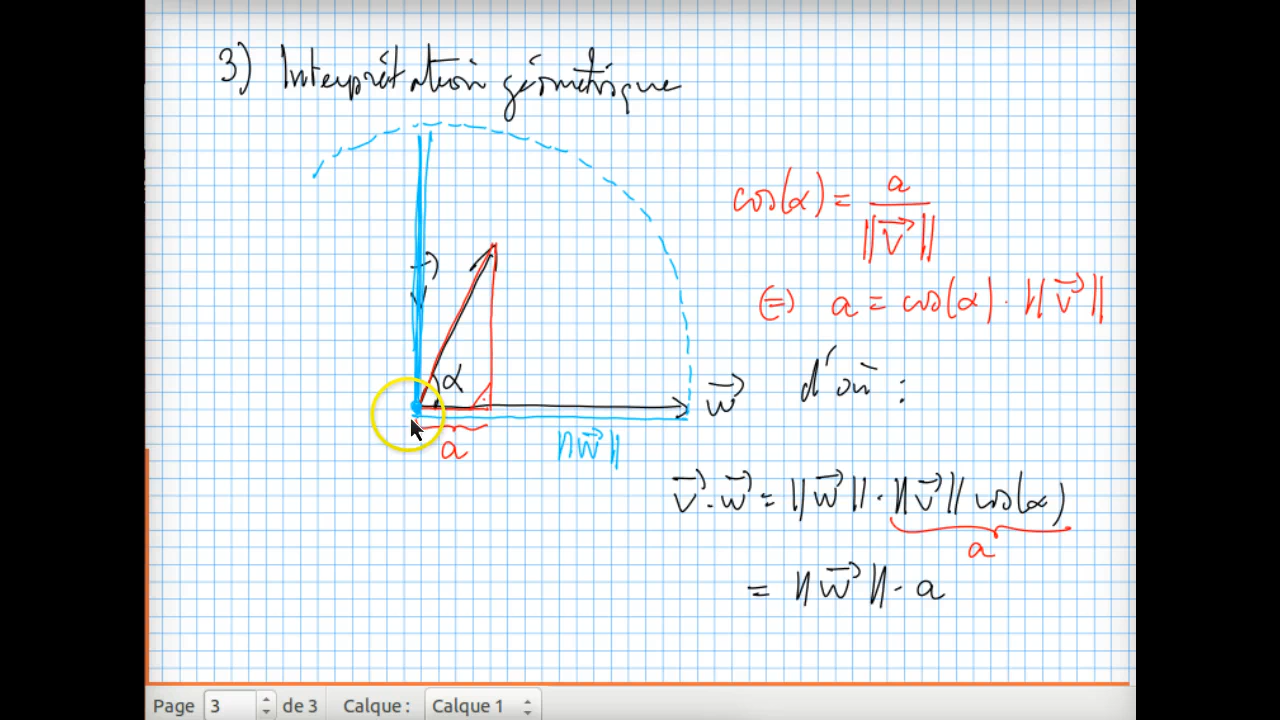 3) Interprétation géométrique
cos(α) = a / ||v⃗||
(=) a = cos(α) · ||v⃗||
v⃗
α
w⃗
d'où :
a
||w⃗||
v⃗ · w⃗ = ||w⃗|| · ||v⃗|| cos(α)
a
= ||w⃗|| · a
Page 3 de 3 Calque : Calque 1